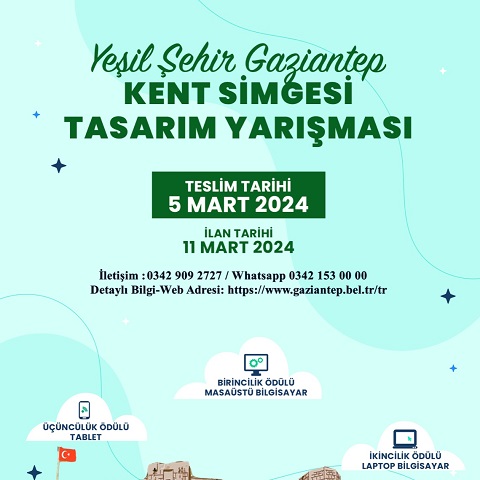 Yeşil Şehir Gaziantep
KENT SİMGESİ
TASARIM YARIŞMASI
TESLİM TARİHİ
5 MART 2024
İLAN TARİHİ
11 MART 2024
İletişim : 0342 909 2727 / Whatsapp 0342 153 00 00
Detaylı Bilgi-Web Adresi: https://www.gaziantep.bel.tr/tr
BİRİNCİLİK ÖDÜLÜ
MASAÜSTÜ BİLGİSAYAR
ÜÇÜNCÜLÜK ÖDÜLÜ
TABLET
İKİNCİLİK ÖDÜLÜ
LAPTOP BİLGİSAYAR